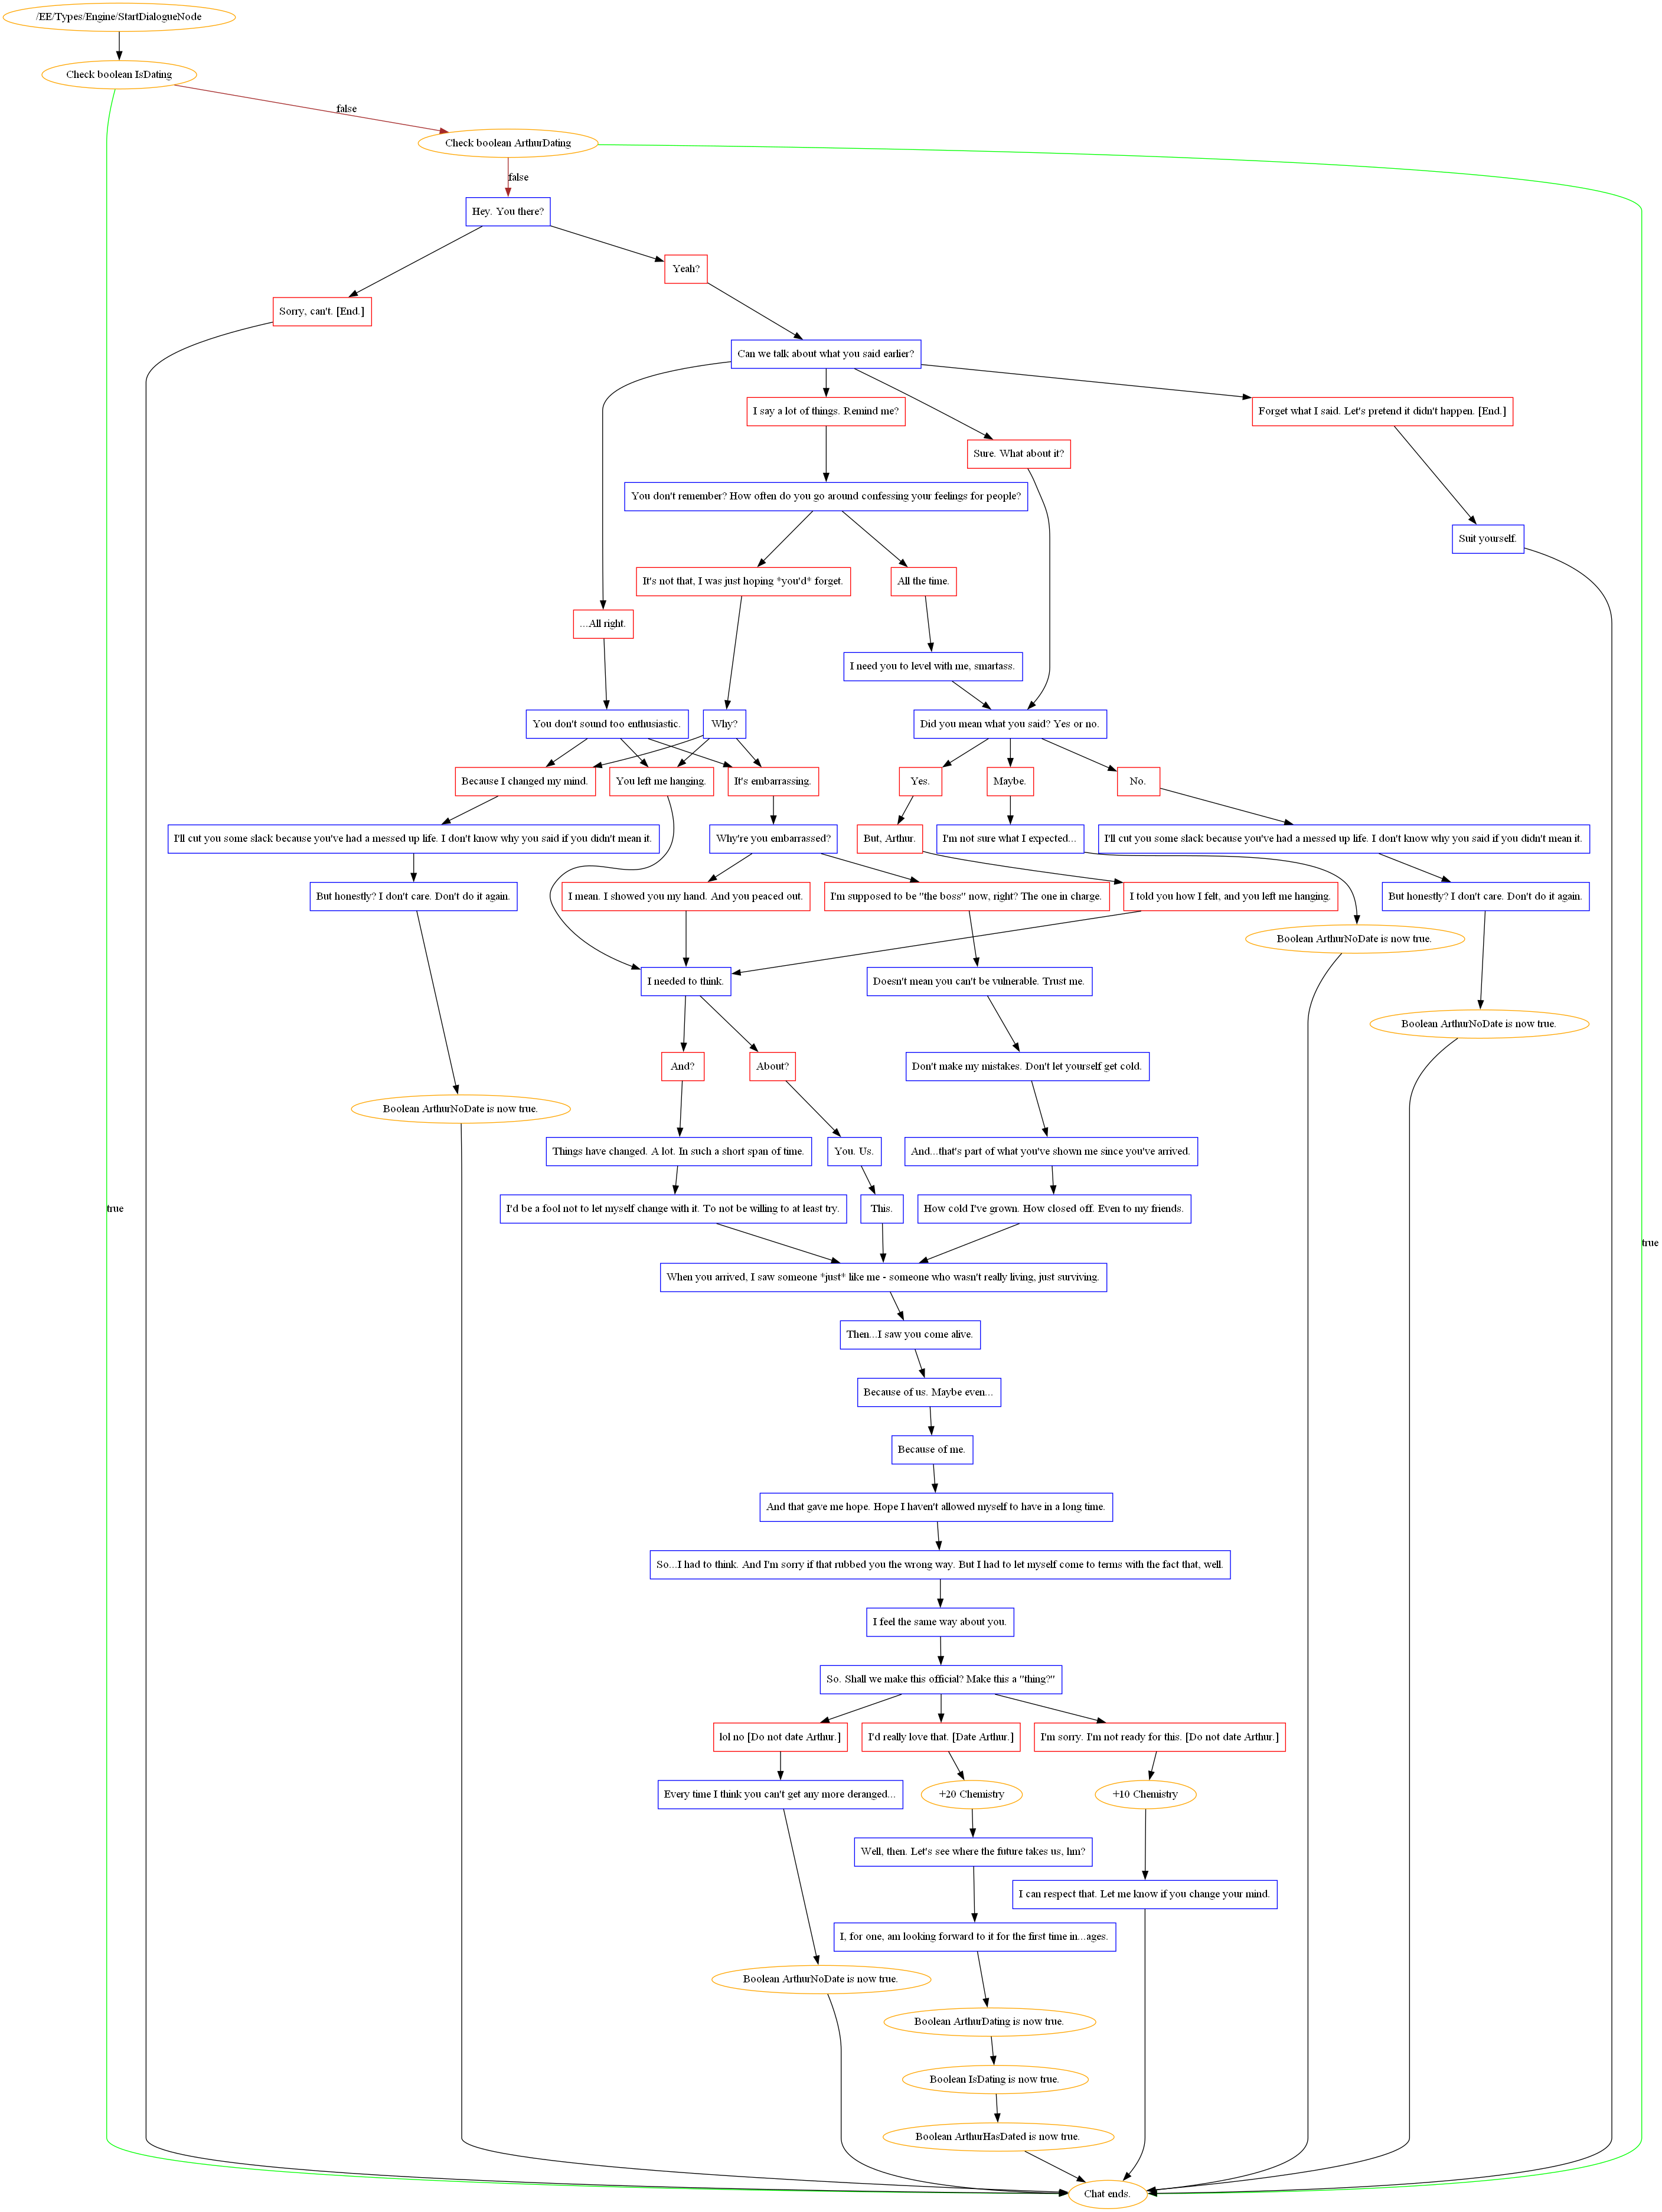 /EE/Types/Engine/StartDialogueNode
Check boolean IsDating
false
Check boolean ArthurDating
false
Hey. You there?
Yeah?
Sorry, can't. [End.]
Can we talk about what you said earlier?
I say a lot of things. Remind me?
Forget what I said. Let's pretend it didn't happen. [End.]
Sure. What about it?
You don't remember? How often do you go around confessing your feelings for people?
Suit yourself.
It's not that, I was just hoping *you'd* forget.
All the time.
...All right.
I need you to level with me, smartass.
You don't sound too enthusiastic.
Why?
Did you mean what you said? Yes or no.
Because I changed my mind.
You left me hanging.
It's embarrassing.
Yes.
Maybe.
No.
I'll cut you some slack because you've had a messed up life. I don't know why you said if you didn't mean it.
Why're you embarrassed?
But, Arthur.
I'm not sure what I expected...
I'll cut you some slack because you've had a messed up life. I don't know why you said if you didn't mean it.
But honestly? I don't care. Don't do it again.
I mean. I showed you my hand. And you peaced out.
I'm supposed to be "the boss" now, right? The one in charge.
I told you how I felt, and you left me hanging.
But honestly? I don't care. Don't do it again.
Boolean ArthurNoDate is now true.
I needed to think.
Doesn't mean you can't be vulnerable. Trust me.
Boolean ArthurNoDate is now true.
And?
About?
Don't make my mistakes. Don't let yourself get cold.
Boolean ArthurNoDate is now true.
Things have changed. A lot. In such a short span of time.
You. Us.
And...that's part of what you've shown me since you've arrived.
true
I'd be a fool not to let myself change with it. To not be willing to at least try.
This.
How cold I've grown. How closed off. Even to my friends.
true
When you arrived, I saw someone *just* like me - someone who wasn't really living, just surviving.
Then...I saw you come alive.
Because of us. Maybe even...
Because of me.
And that gave me hope. Hope I haven't allowed myself to have in a long time.
So...I had to think. And I'm sorry if that rubbed you the wrong way. But I had to let myself come to terms with the fact that, well.
I feel the same way about you.
So. Shall we make this official? Make this a "thing?"
lol no [Do not date Arthur.]
I'd really love that. [Date Arthur.]
I'm sorry. I'm not ready for this. [Do not date Arthur.]
Every time I think you can't get any more deranged...
+20 Chemistry
+10 Chemistry
Well, then. Let's see where the future takes us, hm?
I can respect that. Let me know if you change your mind.
I, for one, am looking forward to it for the first time in...ages.
Boolean ArthurNoDate is now true.
Boolean ArthurDating is now true.
Boolean IsDating is now true.
Boolean ArthurHasDated is now true.
Chat ends.